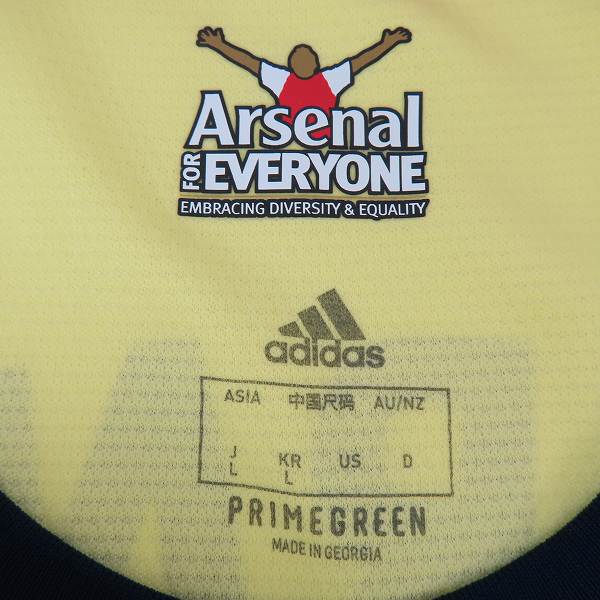 Arsenal
FOR EVERYONE
EMBRACING DIVERSITY & EQUALITY
adidas
ASIA 中国尺码 AU/NZ
J KR US D
L L
PRIMEGREEN
MADE IN GEORGIA